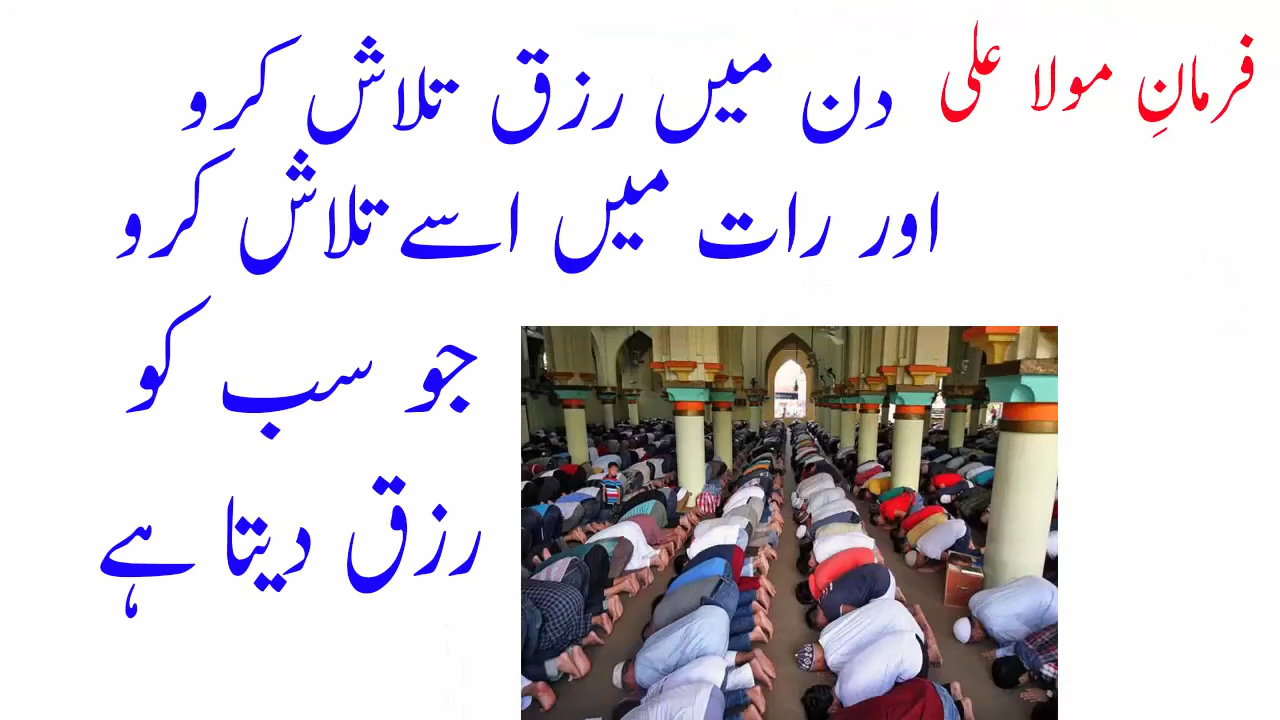 فرمانِ مولا علی
دن میں رزق تلاش کرو
اور رات میں اسے تلاش کرو
جو سب کو
رزق دیتا ہے